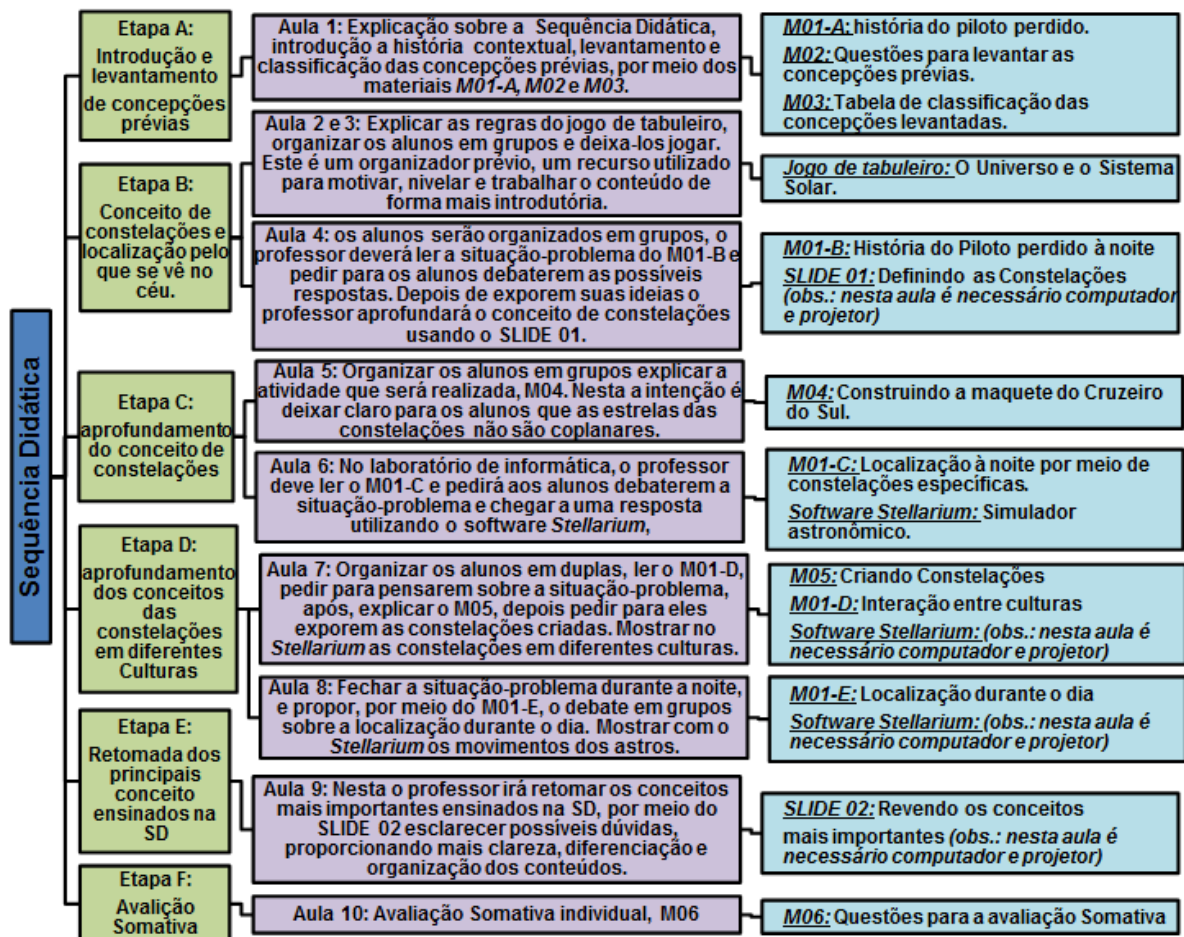 Sequência Didática
Etapa A:
Introdução e
levantamento
de concepções
prévias
Aula 1: Explicação sobre a Sequência Didática,
introdução a história contextual, levantamento e
classificação das concepções prévias, por meio dos
materiais M01-A, M02 e M03.
M01-A: história do piloto perdido.
M02: Questões para levantar as
concepções prévias.
M03: Tabela de classificação das
concepções levantadas.
Etapa B:
Conceito de
constelações e
localização pelo
que se vê no
céu.
Aula 2 e 3: Explicar as regras do jogo de tabuleiro,
organizar os alunos em grupos e deixa-los jogar.
Este é um organizador prévio, um recurso utilizado
para motivar, nivelar e trabalhar o conteúdo de
forma mais introdutória.
Jogo de tabuleiro: O Universo e o Sistema
Solar.
Aula 4: os alunos serão organizados em grupos, o
professor deverá ler a situação-problema do M01-B e
pedir para os alunos debaterem as possíveis
respostas. Depois de exporem suas ideias o
professor aprofundará o conceito de constelações
usando o SLIDE 01.
M01-B: História do Piloto perdido à noite
SLIDE 01: Definindo as Constelações
(obs.: nesta aula é necessário computador
e projetor)
Etapa C:
aprofundamento
do conceito de
constelações
Aula 5: Organizar os alunos em grupos explicar a
atividade que será realizada, M04. Nesta a intenção é
deixar claro para os alunos que as estrelas das
constelações não são coplanares.
M04: Construindo a maquete do Cruzeiro
do Sul.
Aula 6: No laboratório de informática, o professor
deve ler o M01-C e pedirá aos alunos debaterem a
situação-problema e chegar a uma resposta
utilizando o software Stellarium,
M01-C: Localização à noite por meio de
constelações específicas.
Software Stellarium: Simulador
astronômico.
Etapa D:
aprofundamento
dos conceitos
das
constelações
em diferentes
Culturas
Aula 7: Organizar os alunos em duplas, ler o M01-D,
pedir para pensarem sobre a situação-problema,
após, explicar o M05, depois pedir para eles
exporem as constelações criadas. Mostrar no
Stellarium as constelações em diferentes culturas.
M05: Criando Constelações
M01-D: Interação entre culturas
Software Stellarium: (obs.: nesta aula é
necessário computador e projetor)
Aula 8: Fechar a situação-problema durante a noite,
e propor, por meio do M01-E, o debate em grupos
sobre a localização durante o dia. Mostrar com o
Stellarium os movimentos dos astros.
M01-E: Localização durante o dia
Software Stellarium: (obs.: nesta aula é
necessário computador e projetor)
Etapa E:
Retomada dos
principais
conceito
ensinados na
SD
Aula 9: Nesta o professor irá retomar os conceitos
mais importantes ensinados na SD, por meio do
SLIDE 02 esclarecer possíveis dúvidas,
proporcionando mais clareza, diferenciação e
organização dos conteúdos.
SLIDE 02: Revendo os conceitos
mais importantes (obs.: nesta aula é
necessário computador e projetor)
Etapa F:
Avalição
Somativa
Aula 10: Avaliação Somativa individual, M06
M06: Questões para a avaliação Somativa